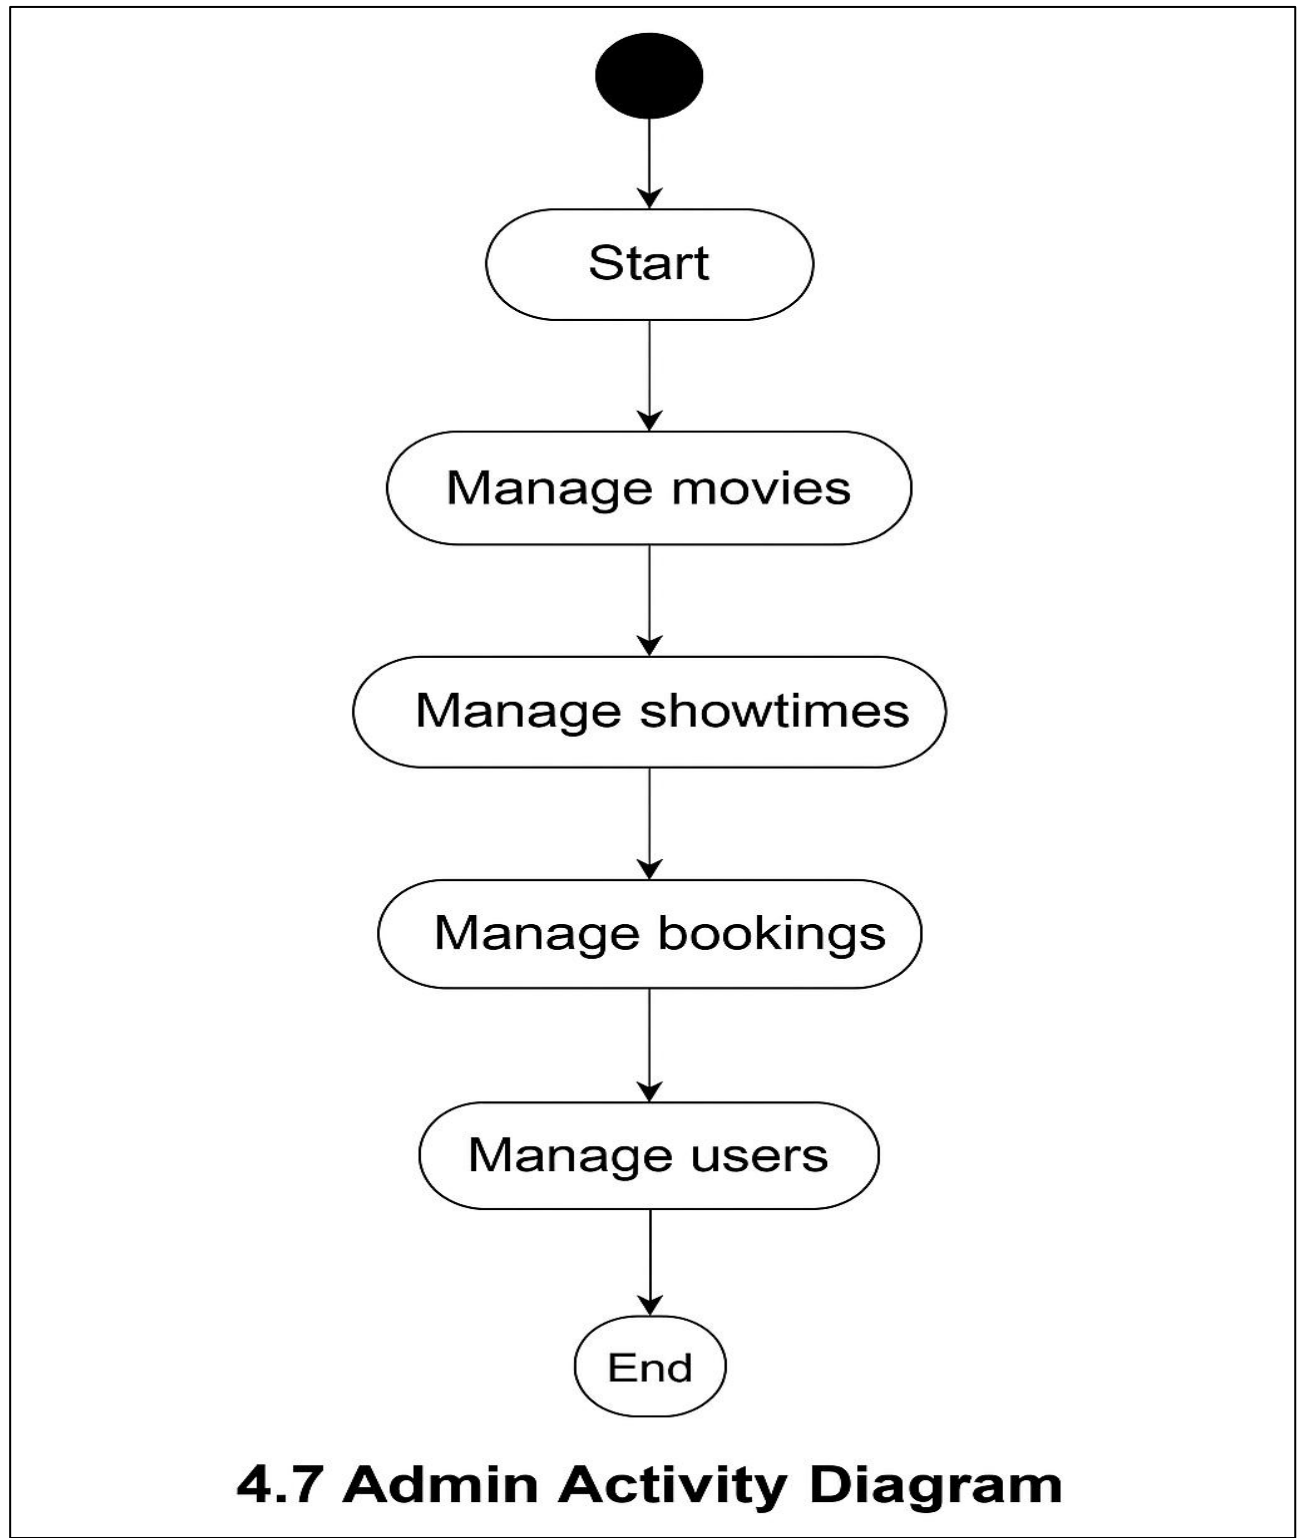 Start
Manage movies
Manage showtimes
Manage bookings
Manage users
End
4.7 Admin Activity Diagram